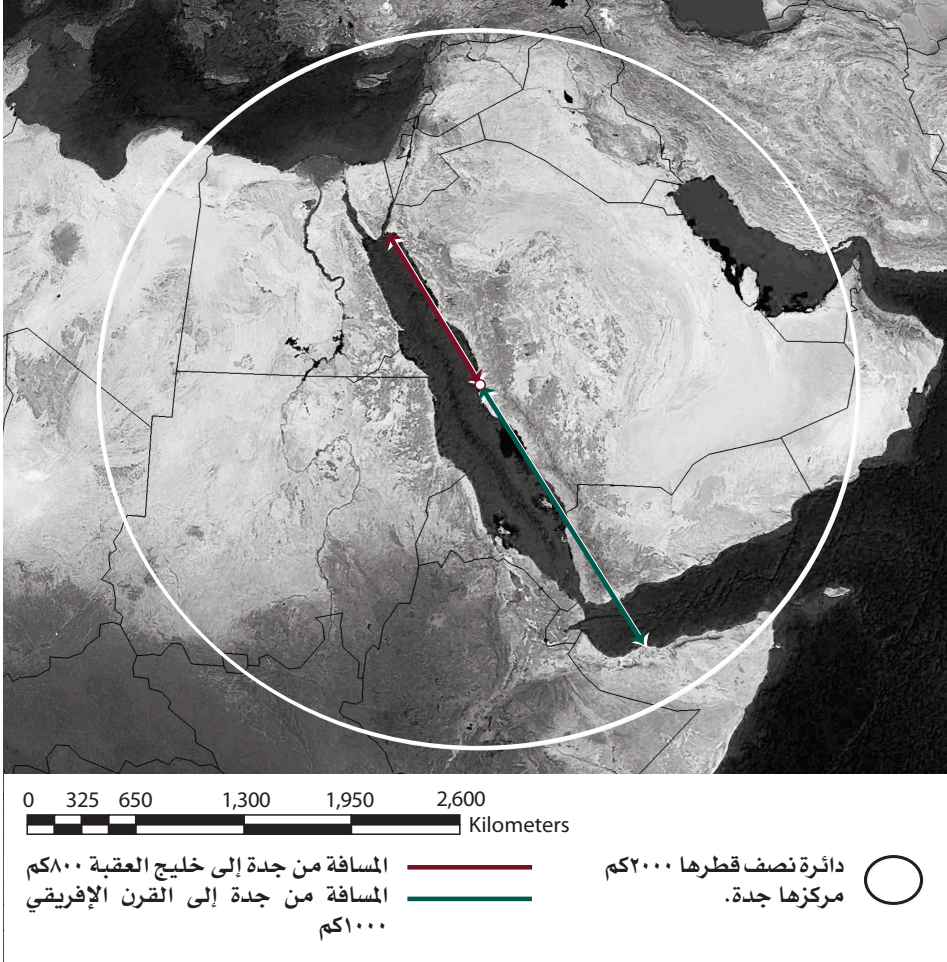 0 325 650 1,300 1,950 2,600
Kilometers
دائرة نصف قطرها ٢٠٠٠كم
مركزها جدة.
المسافة من جدة إلى خليج العقبة ٨٠٠كم
المسافة من جدة إلى القرن الإفريقي
١٠٠٠كم